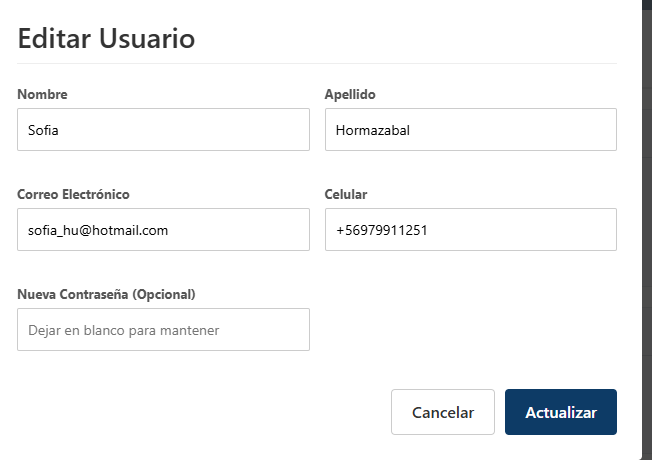 Editar Usuario
Nombre
Apellido
Sofia
Hormazabal
Correo Electrónico
Celular
sofia_hu@hotmail.com
+56979911251
Nueva Contraseña (Opcional)
Dejar en blanco para mantener
Cancelar
Actualizar